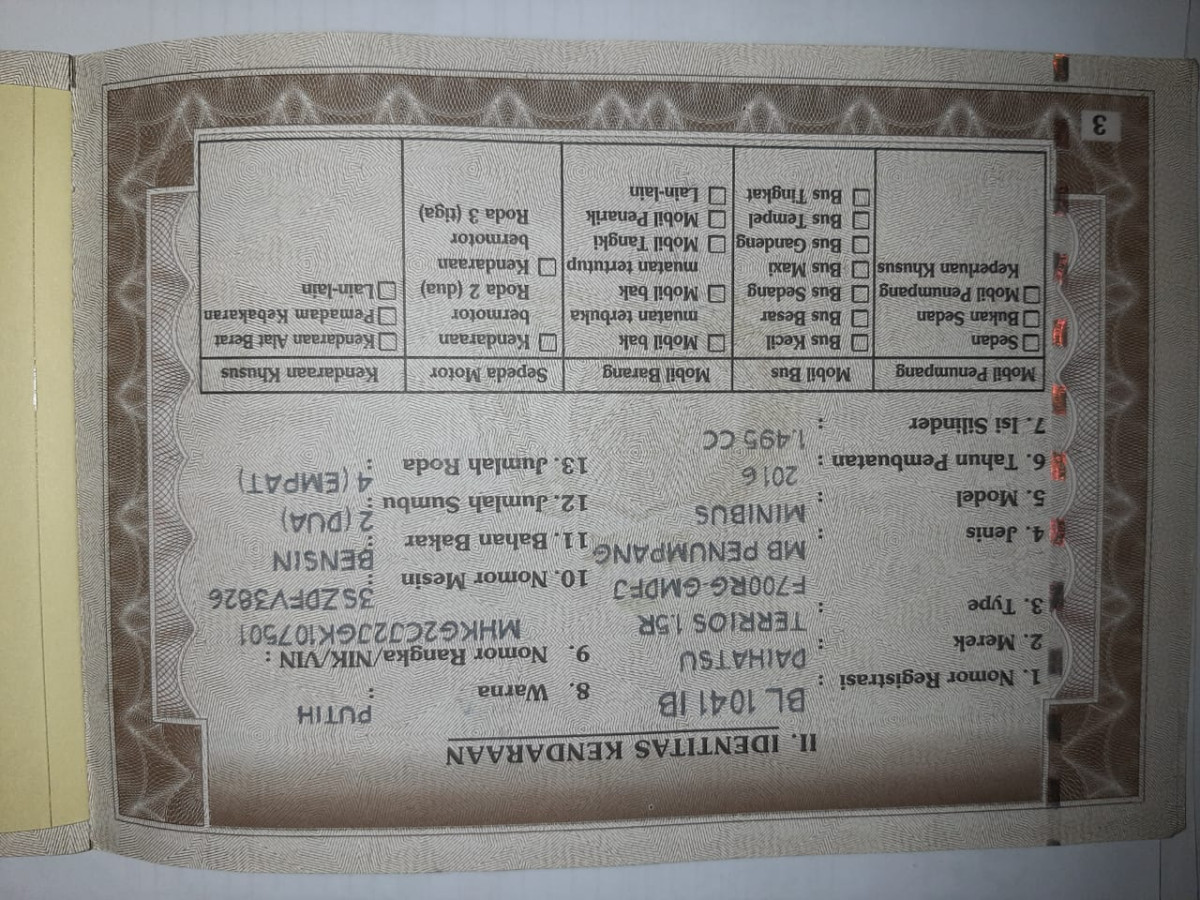 II. IDENTITAS KENDARAAN
1. Nomor Registrasi : BL 1041 IB
2. Merek : DAIHATSU
3. Type : TERRIOS 1.5R
F700RG-GMDFJ
4. Jenis : MB PENUMPANG
5. Model : MINIBUS
6. Tahun Pembuatan : 2016
7. Isi Silinder : 1.495 CC
8. Warna : PUTIH
9. Nomor Rangka/NIK/VIN :
MHKG2CJ2JGK107501
10. Nomor Mesin : 3SZDFV3826
11. Bahan Bakar : BENSIN
12. Jumlah Sumbu : 2 (DUA)
13. Jumlah Roda : 4 (EMPAT)
Mobil Penumpang
Sedan
Bukan Sedan
Mobil Penumpang
Keperluan Khusus
Mobil Bus
Bus Kecil
Bus Besar
Bus Sedang
Bus Maxi
Bus Gandeng
Bus Tempel
Bus Tingkat
Mobil Barang
Mobil bak
muatan terbuka
Mobil bak
muatan tertutup
Mobil Tangki
Mobil Penarik
Lain-lain
Sepeda Motor
Kendaraan
bermotor
Roda 2 (dua)
Kendaraan
bermotor
Roda 3 (tiga)
Kendaraan Khusus
Kendaraan Alat Berat
Pemadam Kebakaran
Lain-lain
3